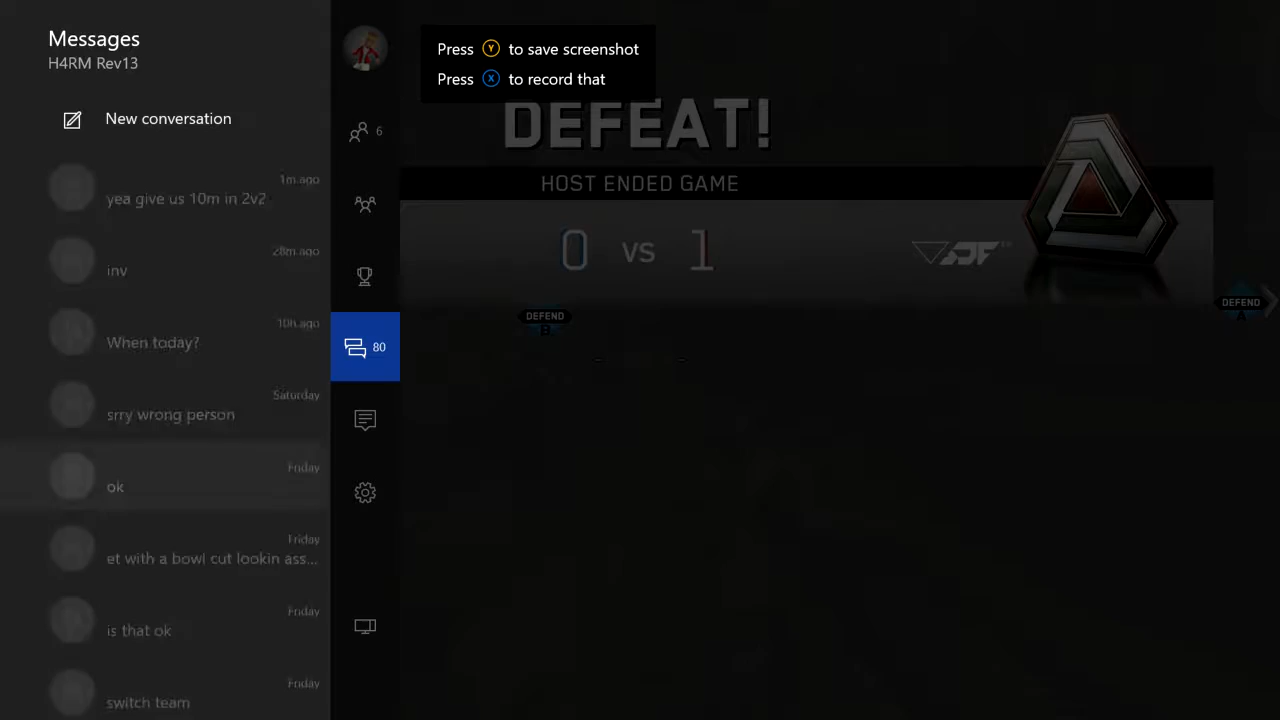 Messages
H4RM Rev13
New conversation
1m ago
yea give us 10m in 2v2?
28m ago
inv
10h ago
When today?
Saturday
srry wrong person
Friday
ok
Friday
et with a bowl cut lookin ass...
Friday
is that ok
Friday
switch team
6
80
Press Y to save screenshot
Press X to record that
DEFEAT!
HOST ENDED GAME
0 VS 1
DEFEND
B
DEFEND
A